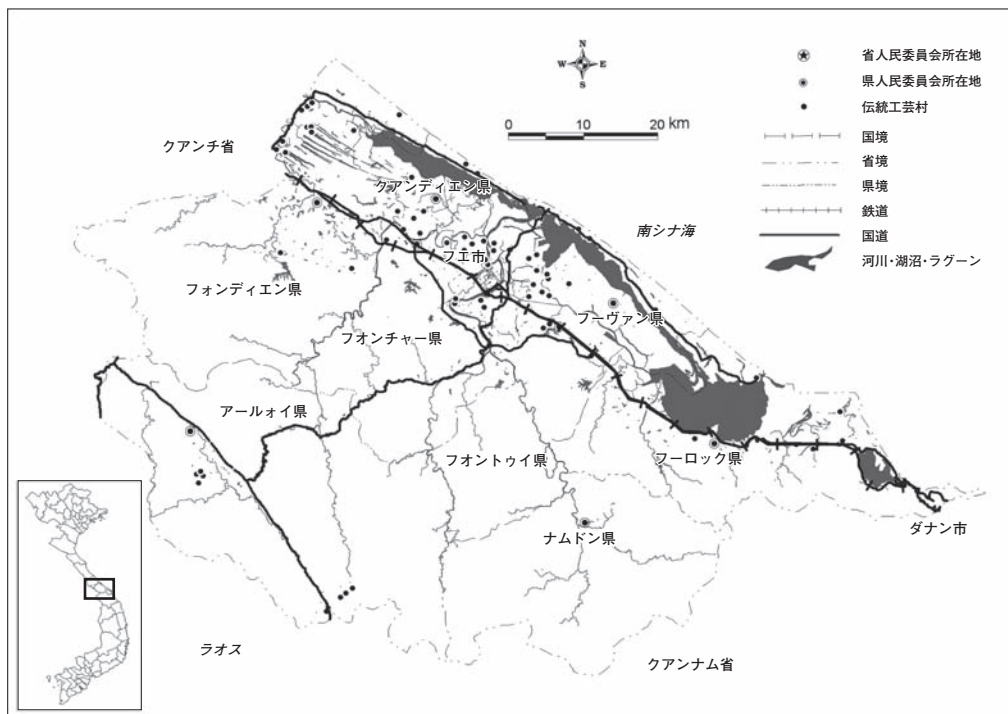 N
W E
S
0 10 20 km
省人民委員会所在地
県人民委員会所在地
伝統工芸村
国境
省境
県境
鉄道
国道
河川・湖沼・ラグーン
クアンチ省
クアンディエン県
南シナ海
フエ市
フォンディエン県
フーヴァン県
フオンチャー県
アールォイ県
フオントゥイ県
フーロック県
ナムドン県
ダナン市
ラオス
クアンナム省